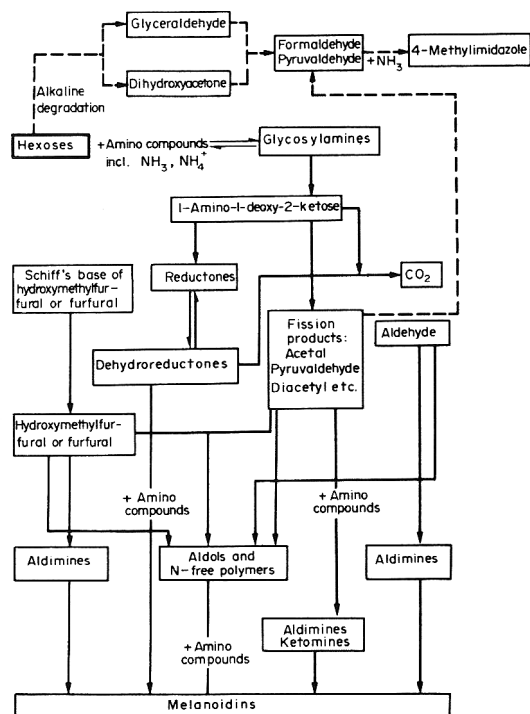 Glyceraldehyde
Formaldehyde
Pyruvaldehyde
+NH₃
4-Methylimidazole
Dihydroxyacetone
Alkaline
degradation
Hexoses
+ Amino compounds
incl. NH₃, NH₄⁺
Glycosylamines
1-Amino-1-deoxy-2-ketose
Schiff's base of
hydroxymethylfur-
fural or furfural
Reductones
CO₂
Fission
products:
Acetal
Pyruvaldehyde
Diacetyl etc.
Aldehyde
Dehydroreductones
Hydroxymethylfur-
fural or furfural
+ Amino
compounds
+ Amino
compounds
Aldimines
Aldols and
N-free polymers
Aldimines
Aldimines
Ketomines
+ Amino
compounds
Melanoidins